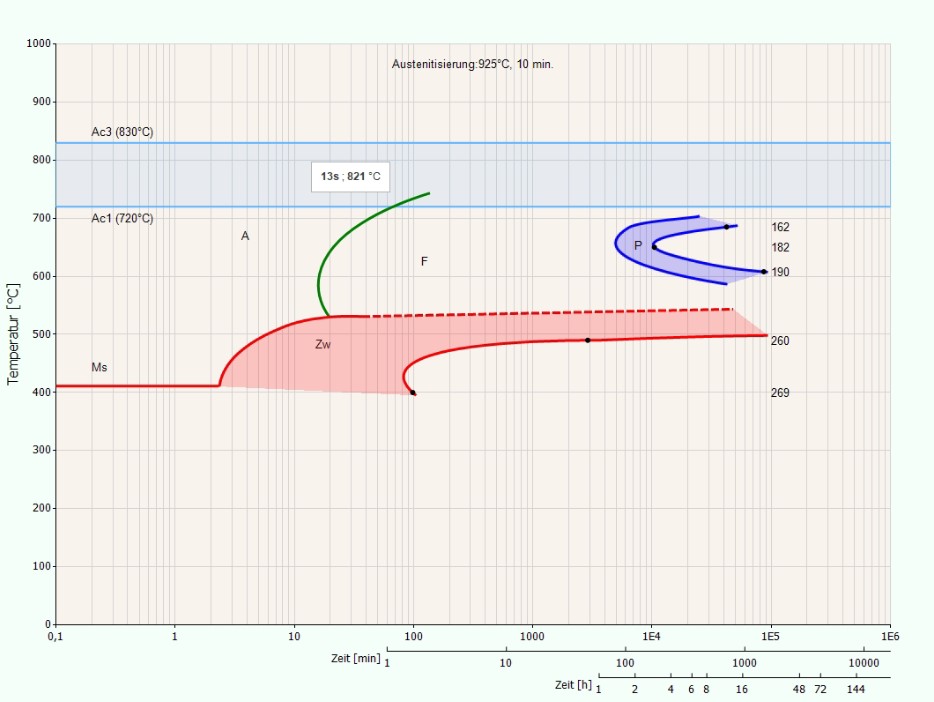 1000
Austenitisierung:925°C, 10 min.
900
Ac3 (830°C)
800
13s ; 821 °C
700
Ac1 (720°C)
162
A
P
182
F
600
190
500
Zw
260
Ms
400
269
300
200
100
0
Temperatur [°C]
0,1 1 10 100 1000 1E4 1E5 1E6
Zeit [min] 1 10 100 1000 10000
Zeit [h] 1 2 4 6 8 16 48 72 144